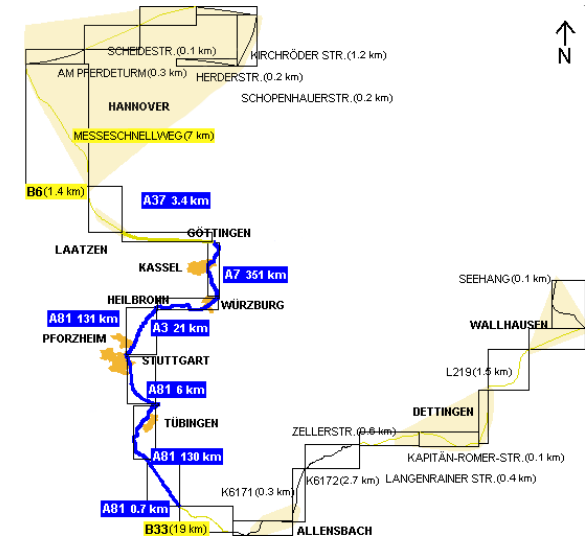 SCHEIDESTR.(0.1 km)
KIRCHRÖDER STR.(1.2 km)
N
AM PFERDETURM(0.3 km)
HERDERSTR.(0.2 km)
SCHOPENHAUERSTR.(0.2 km)
HANNOVER
MESSESCHNELLWEG(7 km)
B6(1.4 km)
A37 3.4 km
GÖTTINGEN
LAATZEN
KASSEL
A7 351 km
SEEHANG(0.1 km)
HEILBRONN
WÜRZBURG
A81 131 km
A3 21 km
WALLHAUSEN
PFORZHEIM
STUTTGART
L219(1.5 km)
A81 6 km
DETTINGEN
TÜBINGEN
ZELLERSTR.(0.6 km)
A81 130 km
KAPITÄN-ROMER-STR.(0.1 km)
K6172(2.7 km)
LANGENRAINER STR.(0.4 km)
K6171(0.3 km)
A81 0.7 km
B33(19 km)
ALLENSBACH